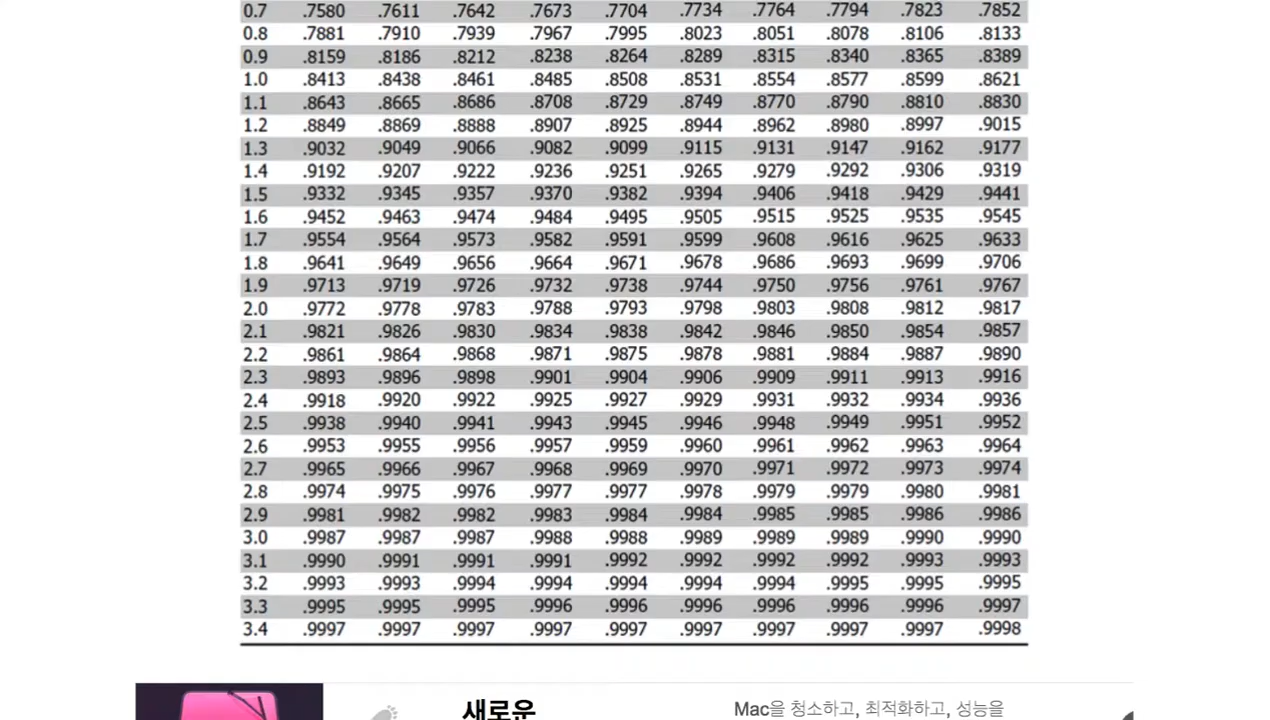 0.7 .7580 .7611 .7642 .7673 .7704 .7734 .7764 .7794 .7823 .7852
0.8 .7881 .7910 .7939 .7967 .7995 .8023 .8051 .8078 .8106 .8133
0.9 .8159 .8186 .8212 .8238 .8264 .8289 .8315 .8340 .8365 .8389
1.0 .8413 .8438 .8461 .8485 .8508 .8531 .8554 .8577 .8599 .8621
1.1 .8643 .8665 .8686 .8708 .8729 .8749 .8770 .8790 .8810 .8830
1.2 .8849 .8869 .8888 .8907 .8925 .8944 .8962 .8980 .8997 .9015
1.3 .9032 .9049 .9066 .9082 .9099 .9115 .9131 .9147 .9162 .9177
1.4 .9192 .9207 .9222 .9236 .9251 .9265 .9279 .9292 .9306 .9319
1.5 .9332 .9345 .9357 .9370 .9382 .9394 .9406 .9418 .9429 .9441
1.6 .9452 .9463 .9474 .9484 .9495 .9505 .9515 .9525 .9535 .9545
1.7 .9554 .9564 .9573 .9582 .9591 .9599 .9608 .9616 .9625 .9633
1.8 .9641 .9649 .9656 .9664 .9671 .9678 .9686 .9693 .9699 .9706
1.9 .9713 .9719 .9726 .9732 .9738 .9744 .9750 .9756 .9761 .9767
2.0 .9772 .9778 .9783 .9788 .9793 .9798 .9803 .9808 .9812 .9817
2.1 .9821 .9826 .9830 .9834 .9838 .9842 .9846 .9850 .9854 .9857
2.2 .9861 .9864 .9868 .9871 .9875 .9878 .9881 .9884 .9887 .9890
2.3 .9893 .9896 .9898 .9901 .9904 .9906 .9909 .9911 .9913 .9916
2.4 .9918 .9920 .9922 .9925 .9927 .9929 .9931 .9932 .9934 .9936
2.5 .9938 .9940 .9941 .9943 .9945 .9946 .9948 .9949 .9951 .9952
2.6 .9953 .9955 .9956 .9957 .9959 .9960 .9961 .9962 .9963 .9964
2.7 .9965 .9966 .9967 .9968 .9969 .9970 .9971 .9972 .9973 .9974
2.8 .9974 .9975 .9976 .9977 .9977 .9978 .9979 .9979 .9980 .9981
2.9 .9981 .9982 .9982 .9983 .9984 .9984 .9985 .9985 .9986 .9986
3.0 .9987 .9987 .9987 .9988 .9988 .9989 .9989 .9989 .9990 .9990
3.1 .9990 .9991 .9991 .9991 .9992 .9992 .9992 .9992 .9993 .9993
3.2 .9993 .9993 .9994 .9994 .9994 .9994 .9994 .9995 .9995 .9995
3.3 .9995 .9995 .9995 .9996 .9996 .9996 .9996 .9996 .9996 .9997
3.4 .9997 .9997 .9997 .9997 .9997 .9997 .9997 .9997 .9997 .9998
새로운
Mac을 청소하고, 최적화하고, 성능을